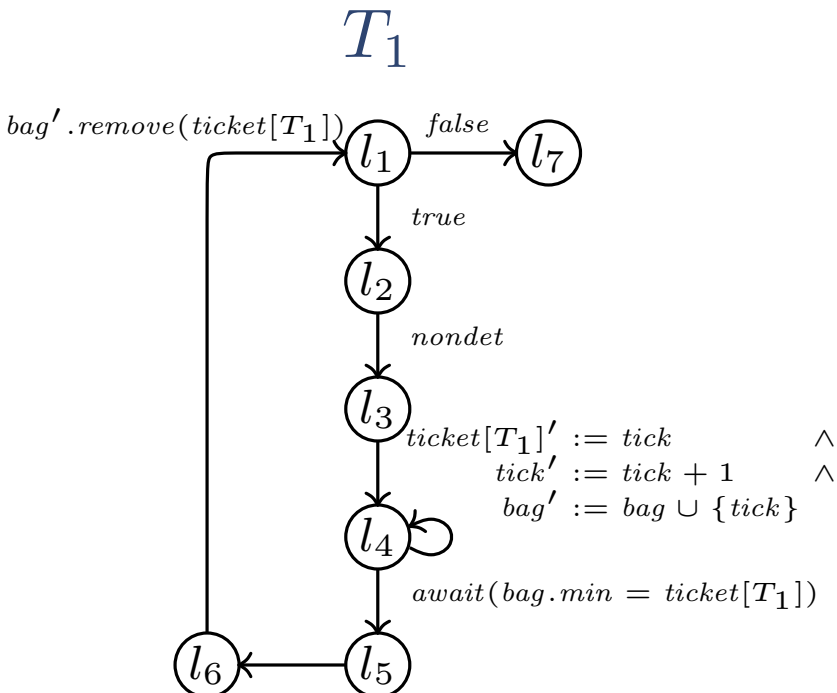 T₁
bag′.remove(ticket[T₁])
false
l₁
l₇
true
l₂
nondet
l₃
ticket[T₁]′ := tick ∧
tick′ := tick + 1 ∧
bag′ := bag ∪ {tick}
l₄
await(bag.min = ticket[T₁])
l₆
l₅